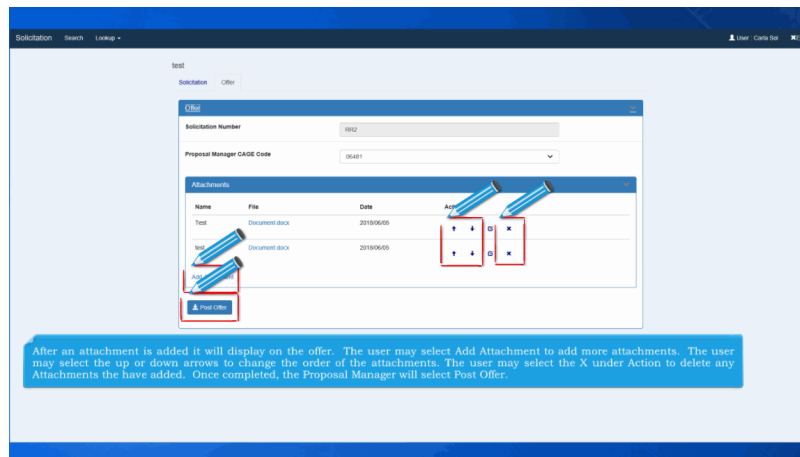 Solicitation Search Lookup User : Carla Sol
test
Solicitation Offer
Offer
Solicitation Number RR2
Proposal Manager CAGE Code 06481
Attachments
Name File Date
Test Document.docx 2018/06/05
test Document.docx 2018/06/05
Add
Post Offer
After an attachment is added it will display on the offer. The user may select Add Attachment to add more attachments. The user
may select the up or down arrows to change the order of the attachments. The user may select the X under Action to delete any
Attachments the have added. Once completed, the Proposal Manager will select Post Offer.